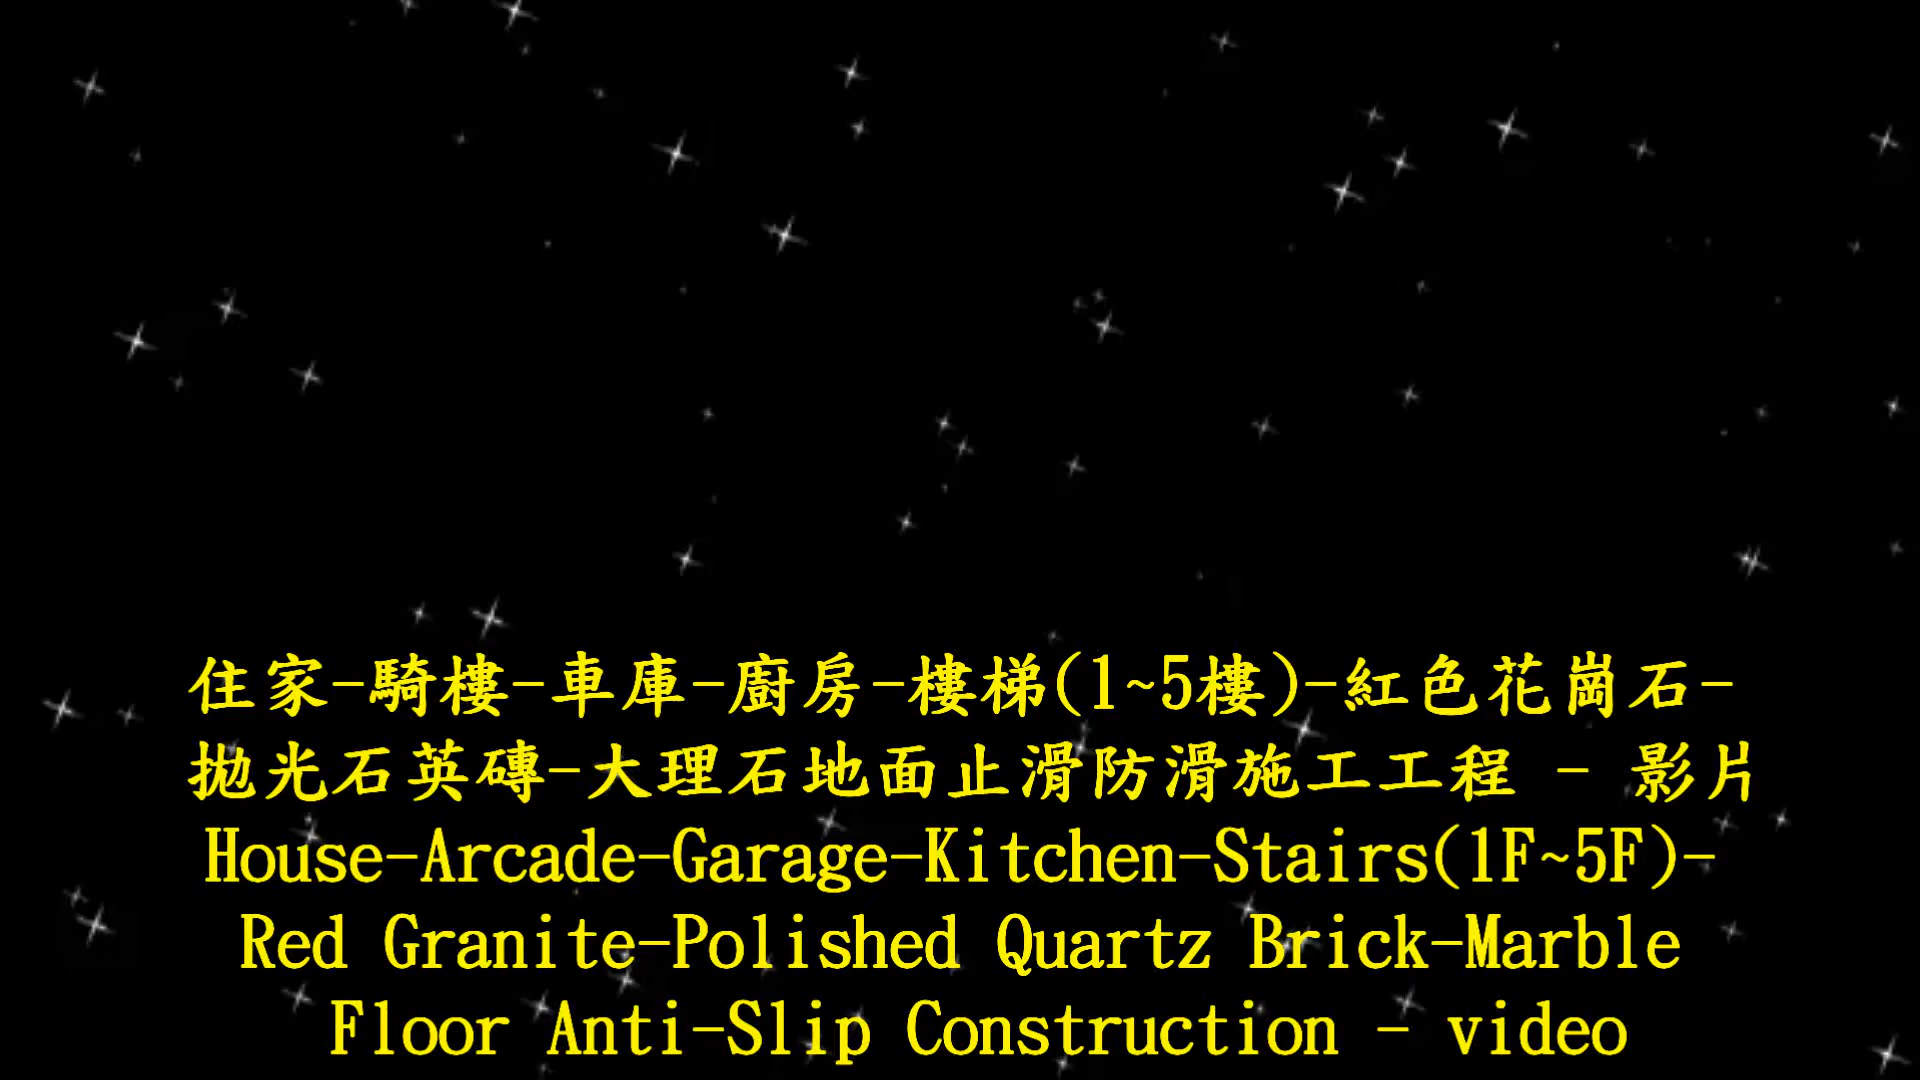 住家-騎樓-車庫-廚房-樓梯(1~5樓)-紅色花崗石-
拋光石英磚-大理石地面止滑防滑施工工程 - 影片
House-Arcade-Garage-Kitchen-Stairs(1F~5F)-
Red Granite-Polished Quartz Brick-Marble
Floor Anti-Slip Construction - video